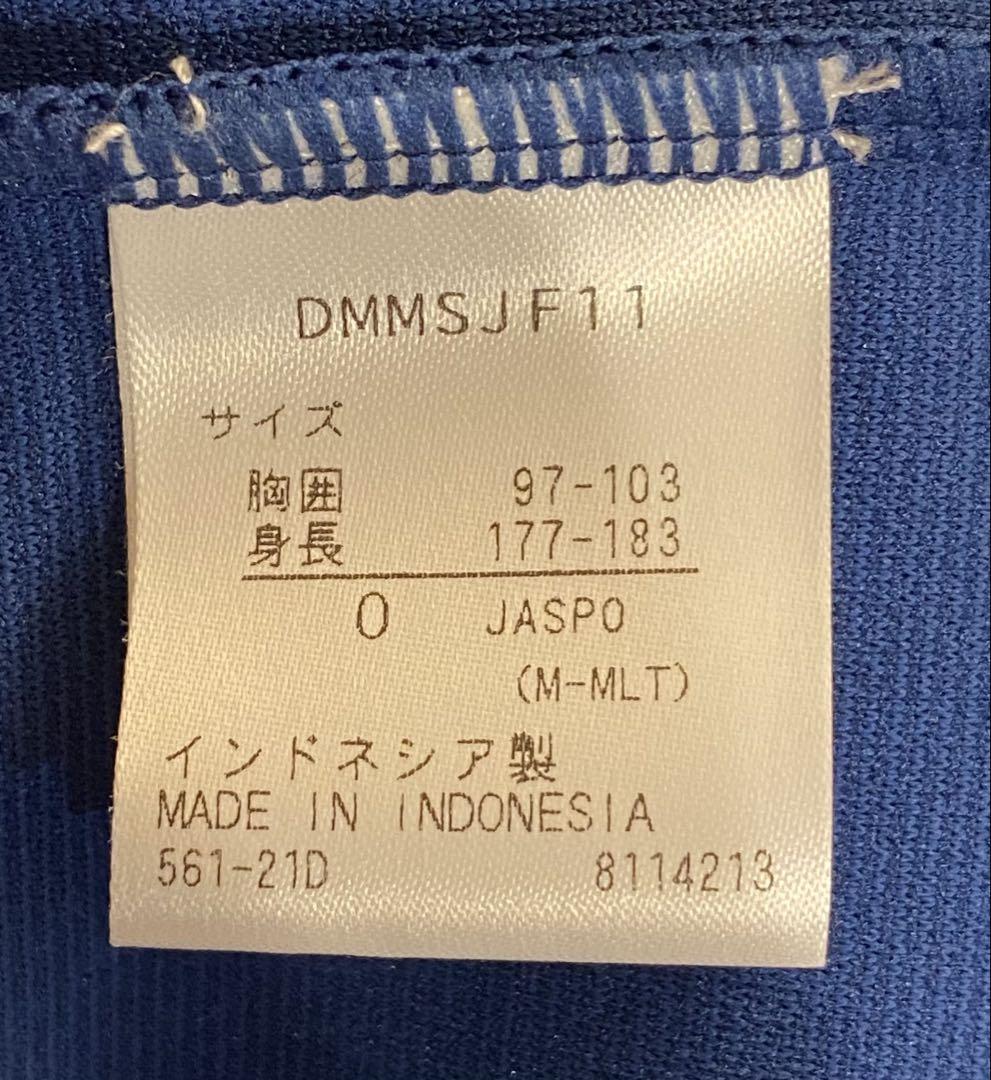 DMMSJF11
サイズ
胸囲 97-103
身長 177-183
O JASPO
(M-MLT)
インドネシア製
MADE IN INDONESIA
561-21D 8114213